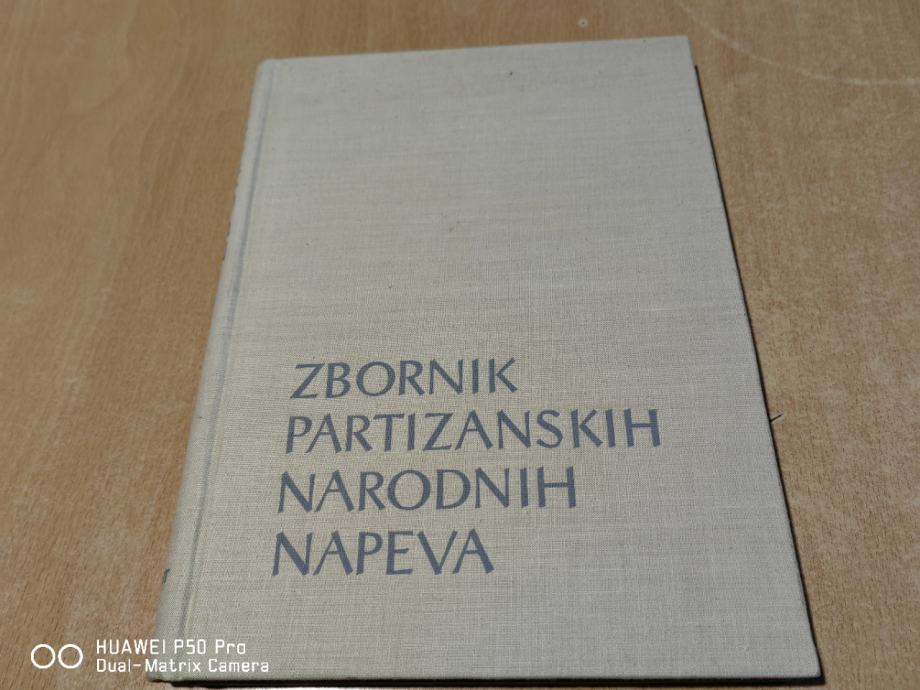 ZBORNIK
PARTIZANSKIH
NARODNIH
NAPEVA
HUAWEI P50 Pro
Dual-Matrix Camera